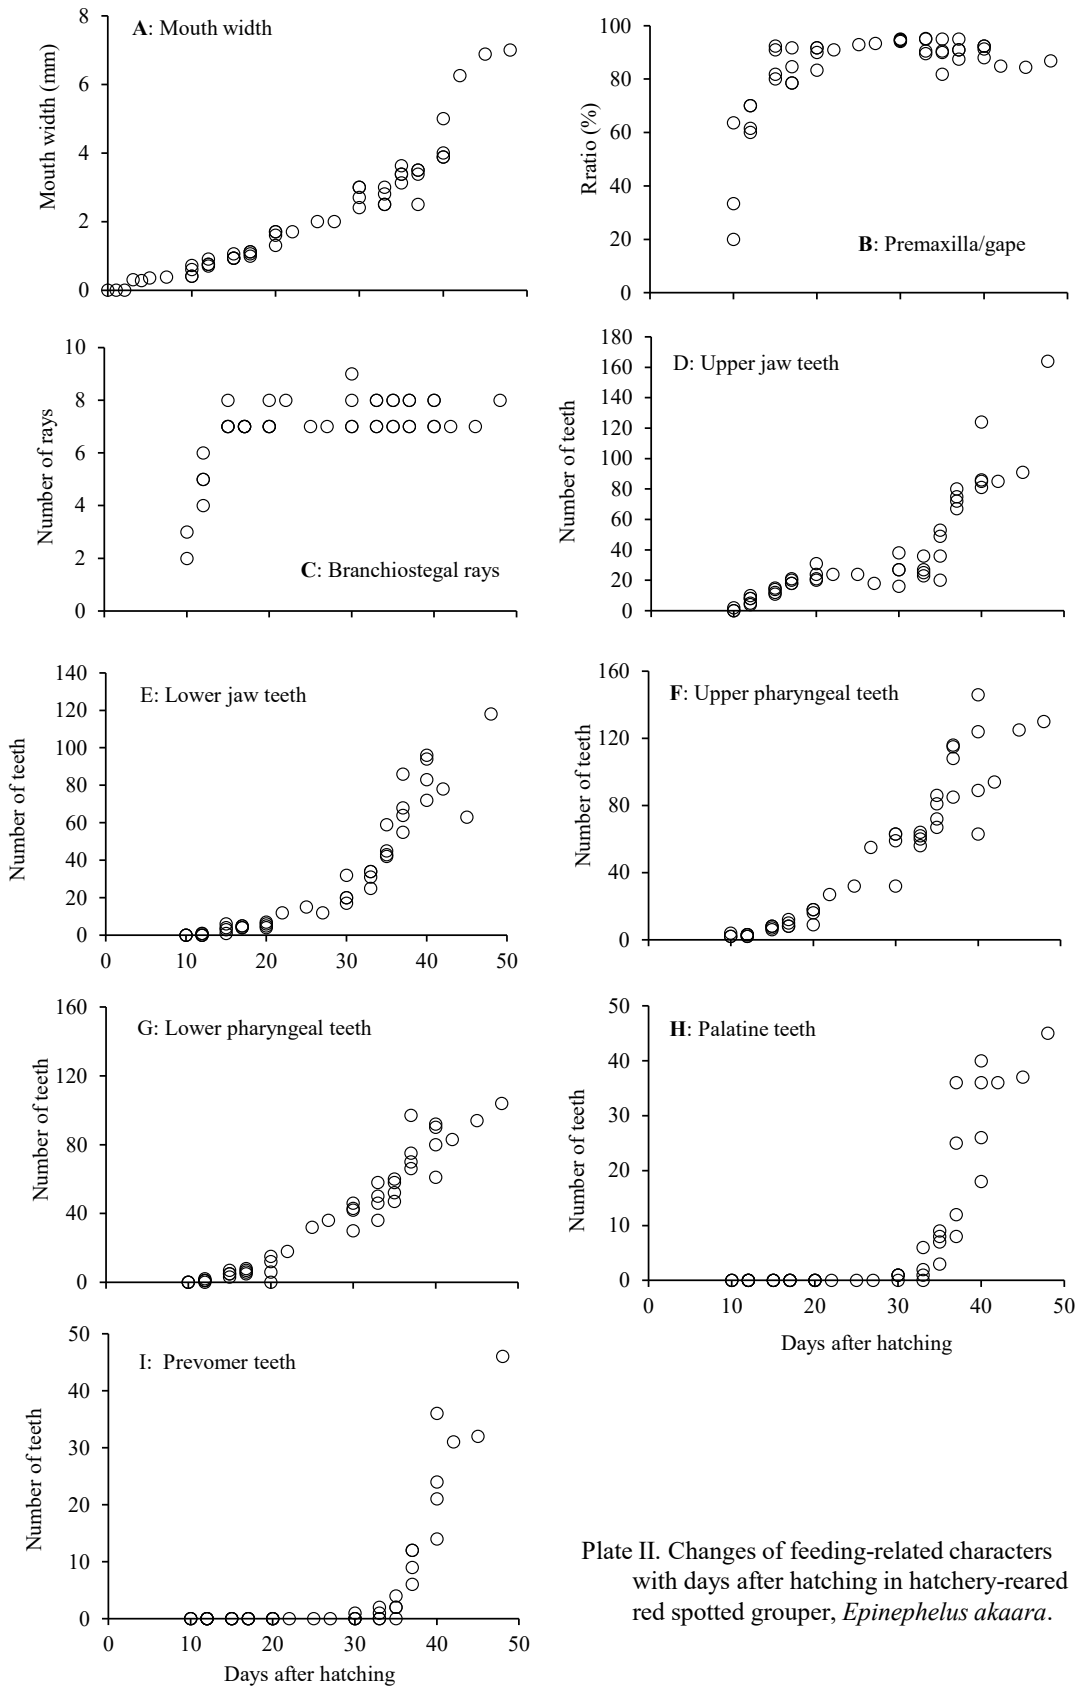 A: Mouth width
Mouth width (mm)
8
6
4
2
0
B: Premaxilla/gape
Rratio (%)
100
80
60
40
20
0
C: Branchiostegal rays
Number of rays
10
8
6
4
2
0
D: Upper jaw teeth
Number of teeth
180
160
140
120
100
80
60
40
20
0
E: Lower jaw teeth
Number of teeth
140
120
100
80
60
40
20
0
0 10 20 30 40 50
F: Upper pharyngeal teeth
Number of teeth
160
120
80
40
0
G: Lower pharyngeal teeth
Number of teeth
160
120
80
40
0
H: Palatine teeth
Number of teeth
50
40
30
20
10
0
0 10 20 30 40 50
Days after hatching
I: Prevomer teeth
Number of teeth
50
40
30
20
10
0
0 10 20 30 40 50
Days after hatching
Plate II. Changes of feeding-related characters
with days after hatching in hatchery-reared
red spotted grouper, Epinephelus akaara.